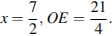 x = 7/2, OE = 21/4.